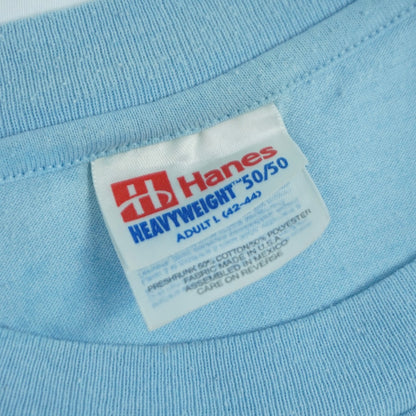 Hanes
HEAVYWEIGHT™ 50/50
ADULT L (42-44)
PRESHRUNK 50% COTTON/50% POLYESTER
FABRIC MADE IN U.S.A.
ASSEMBLED IN MEXICO
CARE ON REVERSE